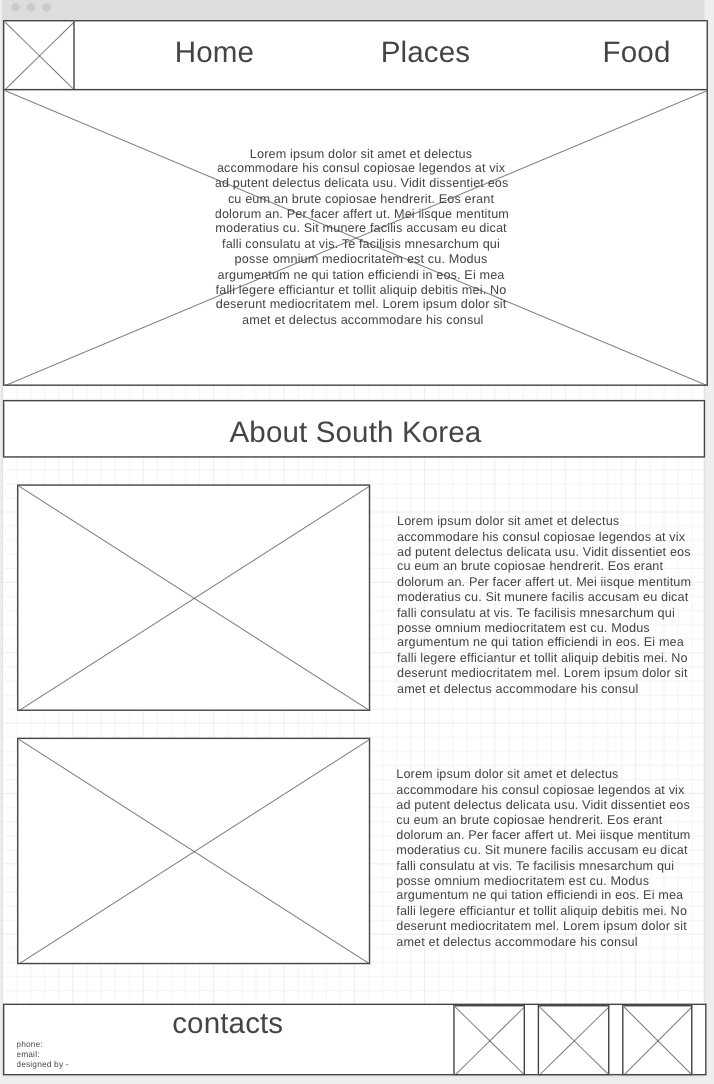 Home Places Food
Lorem ipsum dolor sit amet et delectus
accommodare his consul copiosae legendos at vix
ad putent delectus delicata usu. Vidit dissentiet eos
cu eum an brute copiosae hendrerit. Eos erant
dolorum an. Per facer affert ut. Mei iisque mentitum
moderatius cu. Sit munere facilis accusam eu dicat
falli consulatu at vis. Te facilisis mnesarchum qui
posse omnium mediocritatem est cu. Modus
argumentum ne qui tation efficiendi in eos. Ei mea
falli legere efficiantur et tollit aliquip debitis mei. No
deserunt mediocritatem mel. Lorem ipsum dolor sit
amet et delectus accommodare his consul
About South Korea
Lorem ipsum dolor sit amet et delectus
accommodare his consul copiosae legendos at vix
ad putent delectus delicata usu. Vidit dissentiet eos
cu eum an brute copiosae hendrerit. Eos erant
dolorum an. Per facer affert ut. Mei iisque mentitum
moderatius cu. Sit munere facilis accusam eu dicat
falli consulatu at vis. Te facilisis mnesarchum qui
posse omnium mediocritatem est cu. Modus
argumentum ne qui tation efficiendi in eos. Ei mea
falli legere efficiantur et tollit aliquip debitis mei. No
deserunt mediocritatem mel. Lorem ipsum dolor sit
amet et delectus accommodare his consul
Lorem ipsum dolor sit amet et delectus
accommodare his consul copiosae legendos at vix
ad putent delectus delicata usu. Vidit dissentiet eos
cu eum an brute copiosae hendrerit. Eos erant
dolorum an. Per facer affert ut. Mei iisque mentitum
moderatius cu. Sit munere facilis accusam eu dicat
falli consulatu at vis. Te facilisis mnesarchum qui
posse omnium mediocritatem est cu. Modus
argumentum ne qui tation efficiendi in eos. Ei mea
falli legere efficiantur et tollit aliquip debitis mei. No
deserunt mediocritatem mel. Lorem ipsum dolor sit
amet et delectus accommodare his consul
contacts
phone:
email:
designed by -